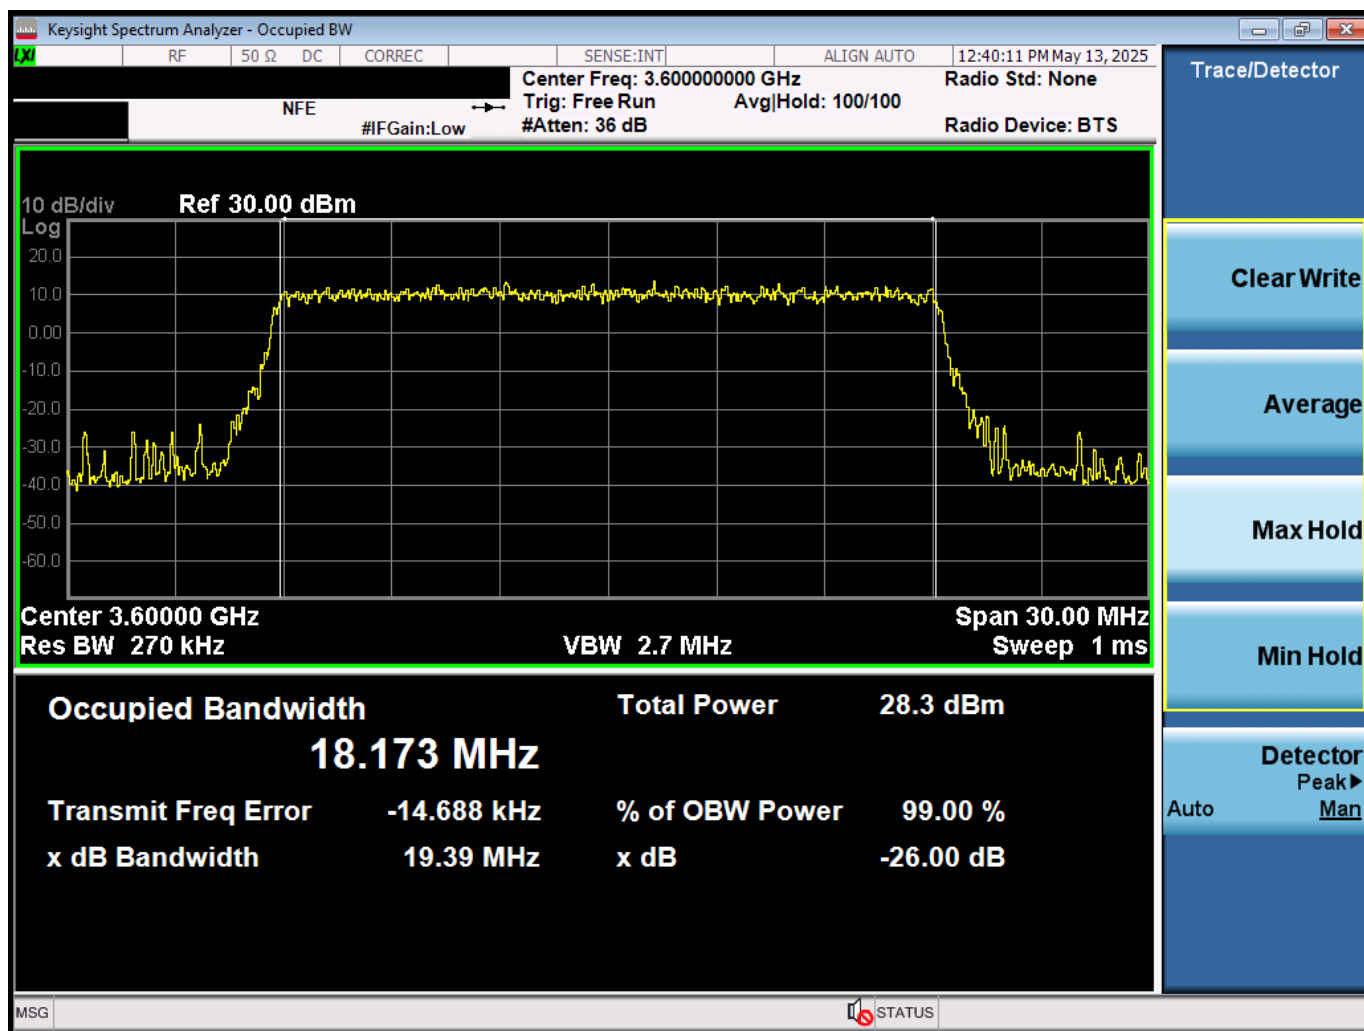 Keysight Spectrum Analyzer - Occupied BW
LXI RF 50 Ω DC CORREC SENSE:INT ALIGN AUTO 12:40:11 PM May 13, 2025
Center Freq: 3.600000000 GHz Radio Std: None
NFE Trig: Free Run Avg|Hold: 100/100
#IFGain:Low #Atten: 36 dB Radio Device: BTS
10 dB/div Ref 30.00 dBm
Log
20.0
10.0
0.00
-10.0
-20.0
-30.0
-40.0
-50.0
-60.0
Center 3.60000 GHz Span 30.00 MHz
Res BW 270 kHz VBW 2.7 MHz Sweep 1 ms
Occupied Bandwidth Total Power 28.3 dBm
18.173 MHz
Transmit Freq Error -14.688 kHz % of OBW Power 99.00 %
x dB Bandwidth 19.39 MHz x dB -26.00 dB
Trace/Detector
Clear Write
Average
Max Hold
Min Hold
Detector
Peak▶
Auto Man
MSG STATUS